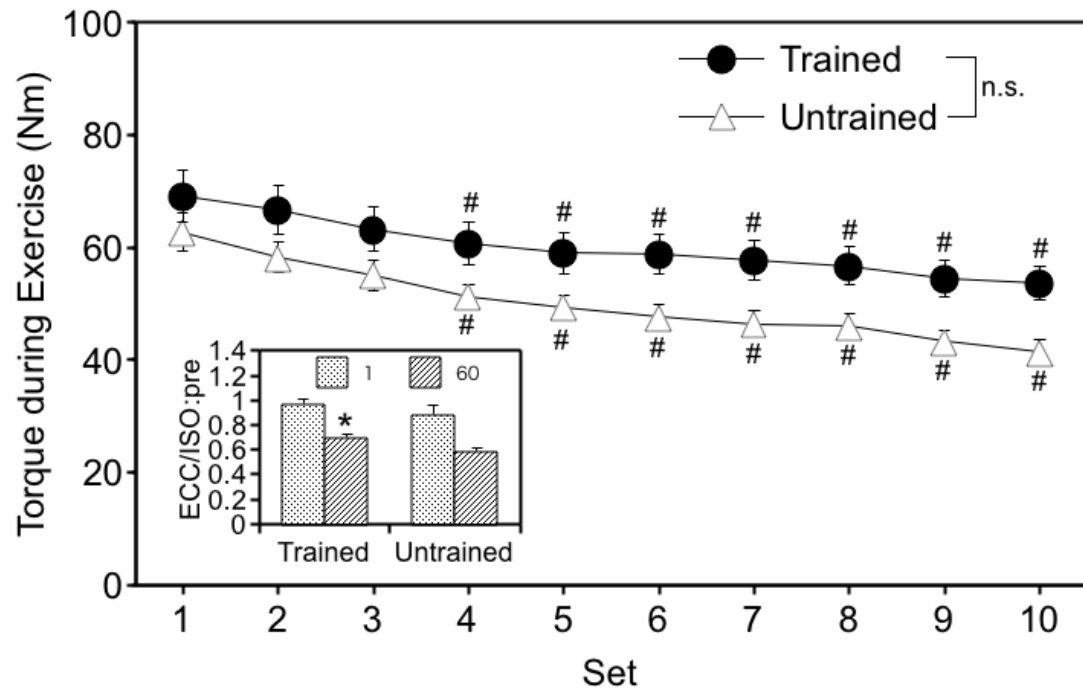 Torque during Exercise (Nm)
100
80
60
40
20
0
Trained
Untrained
n.s.
# # # # # # #
# # # # # # #
ECC/ISO:pre
1.4
1.2
1
0.8
0.6
0.4
0.2
0
1 60
*
Trained Untrained
1 2 3 4 5 6 7 8 9 10
Set